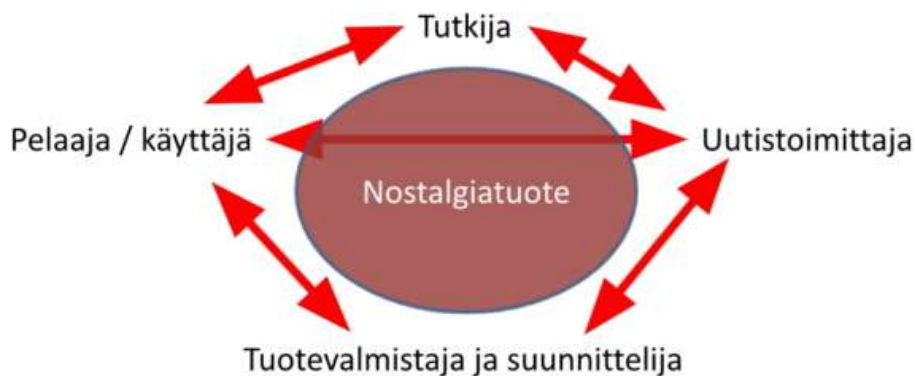 Tutkija
Pelaaja / käyttäjä
Uutistoimittaja
Nostalgiatuote
Tuotevalmistaja ja suunnittelija